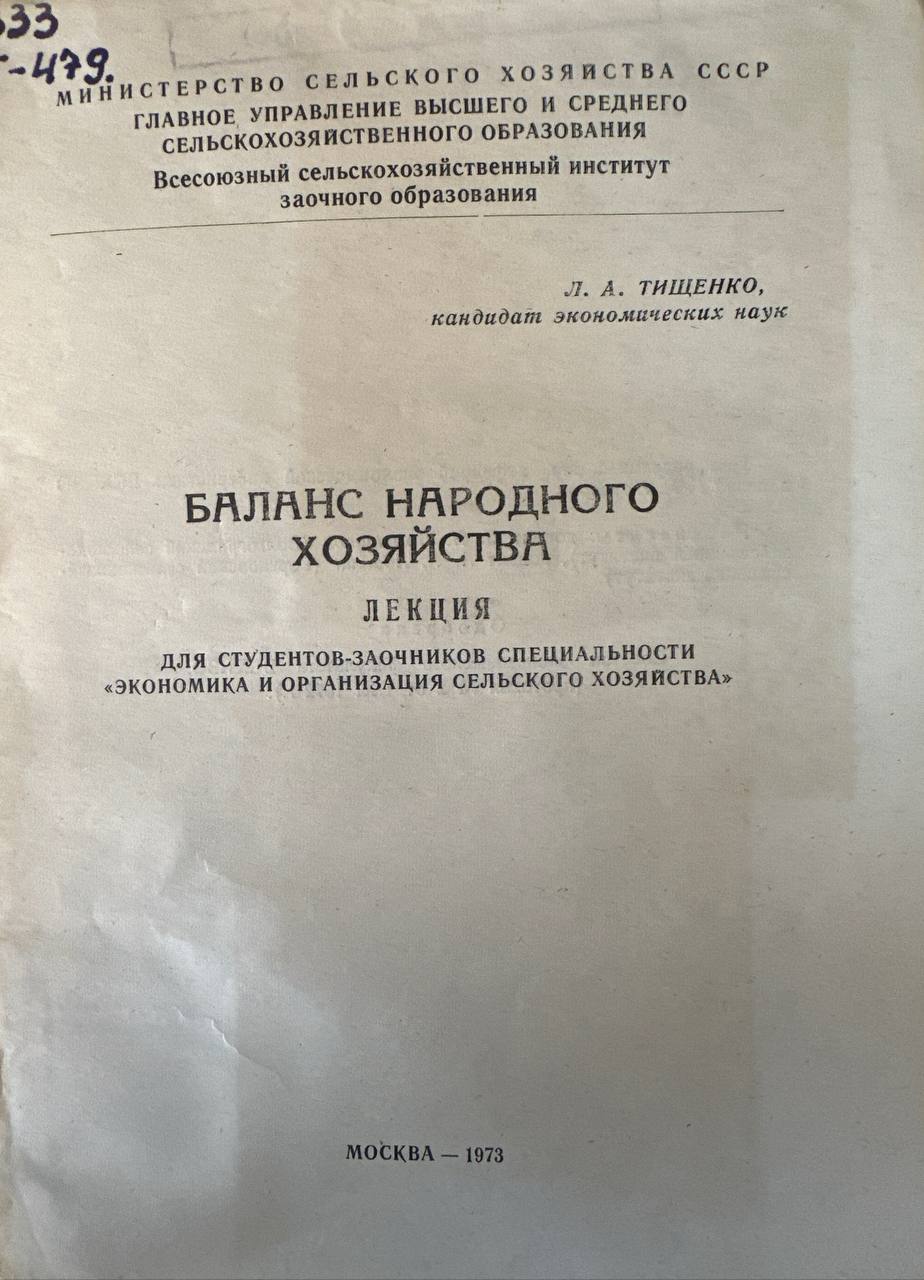 33
-479.
МИНИСТЕРСТВО СЕЛЬСКОГО ХОЗЯЙСТВА СССР
ГЛАВНОЕ УПРАВЛЕНИЕ ВЫСШЕГО И СРЕДНЕГО
СЕЛЬСКОХОЗЯЙСТВЕННОГО ОБРАЗОВАНИЯ
Всесоюзный сельскохозяйственный институт
заочного образования
Л. А. ТИЩЕНКО,
кандидат экономических наук
БАЛАНС НАРОДНОГО
ХОЗЯЙСТВА
ЛЕКЦИЯ
ДЛЯ СТУДЕНТОВ-ЗАОЧНИКОВ СПЕЦИАЛЬНОСТИ
«ЭКОНОМИКА И ОРГАНИЗАЦИЯ СЕЛЬСКОГО ХОЗЯЙСТВА»
МОСКВА — 1973